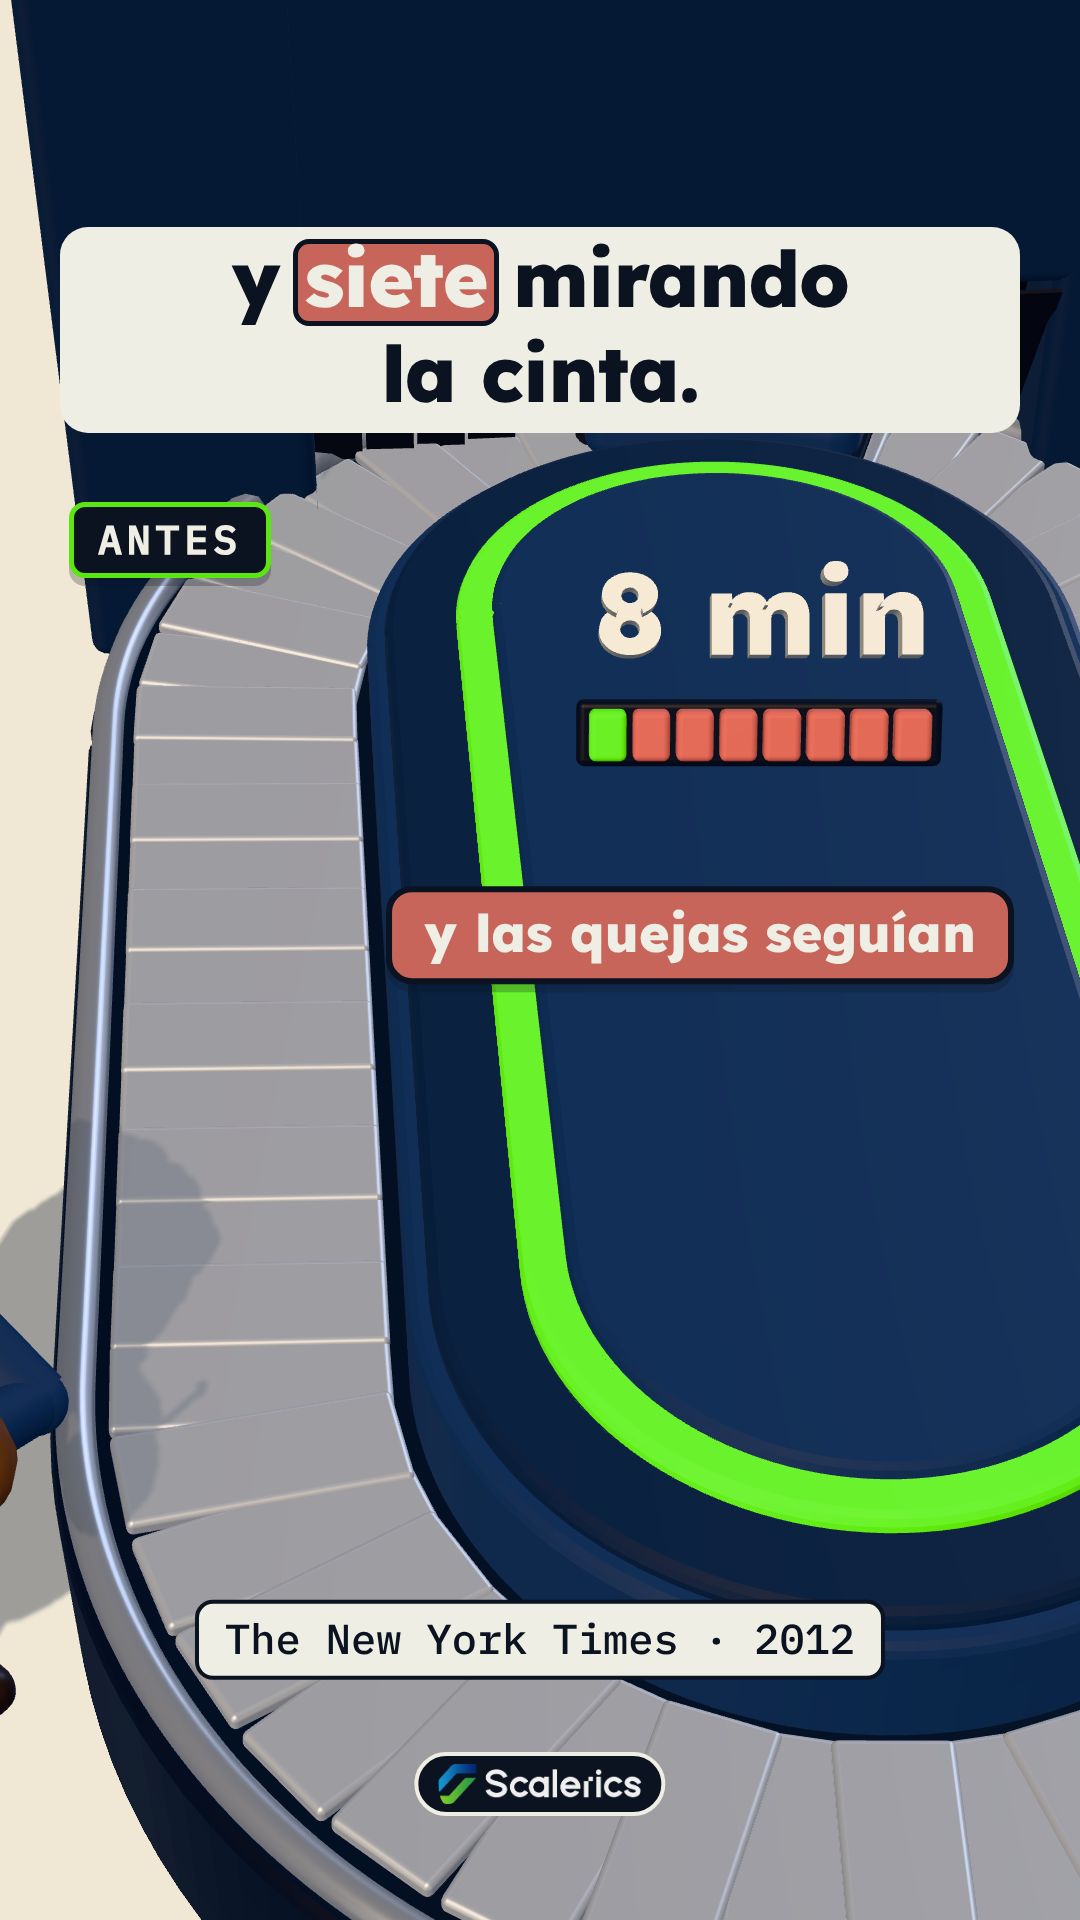 y siete mirando
la cinta.
ANTES
8 min
y las quejas seguían
The New York Times · 2012
Scalerics